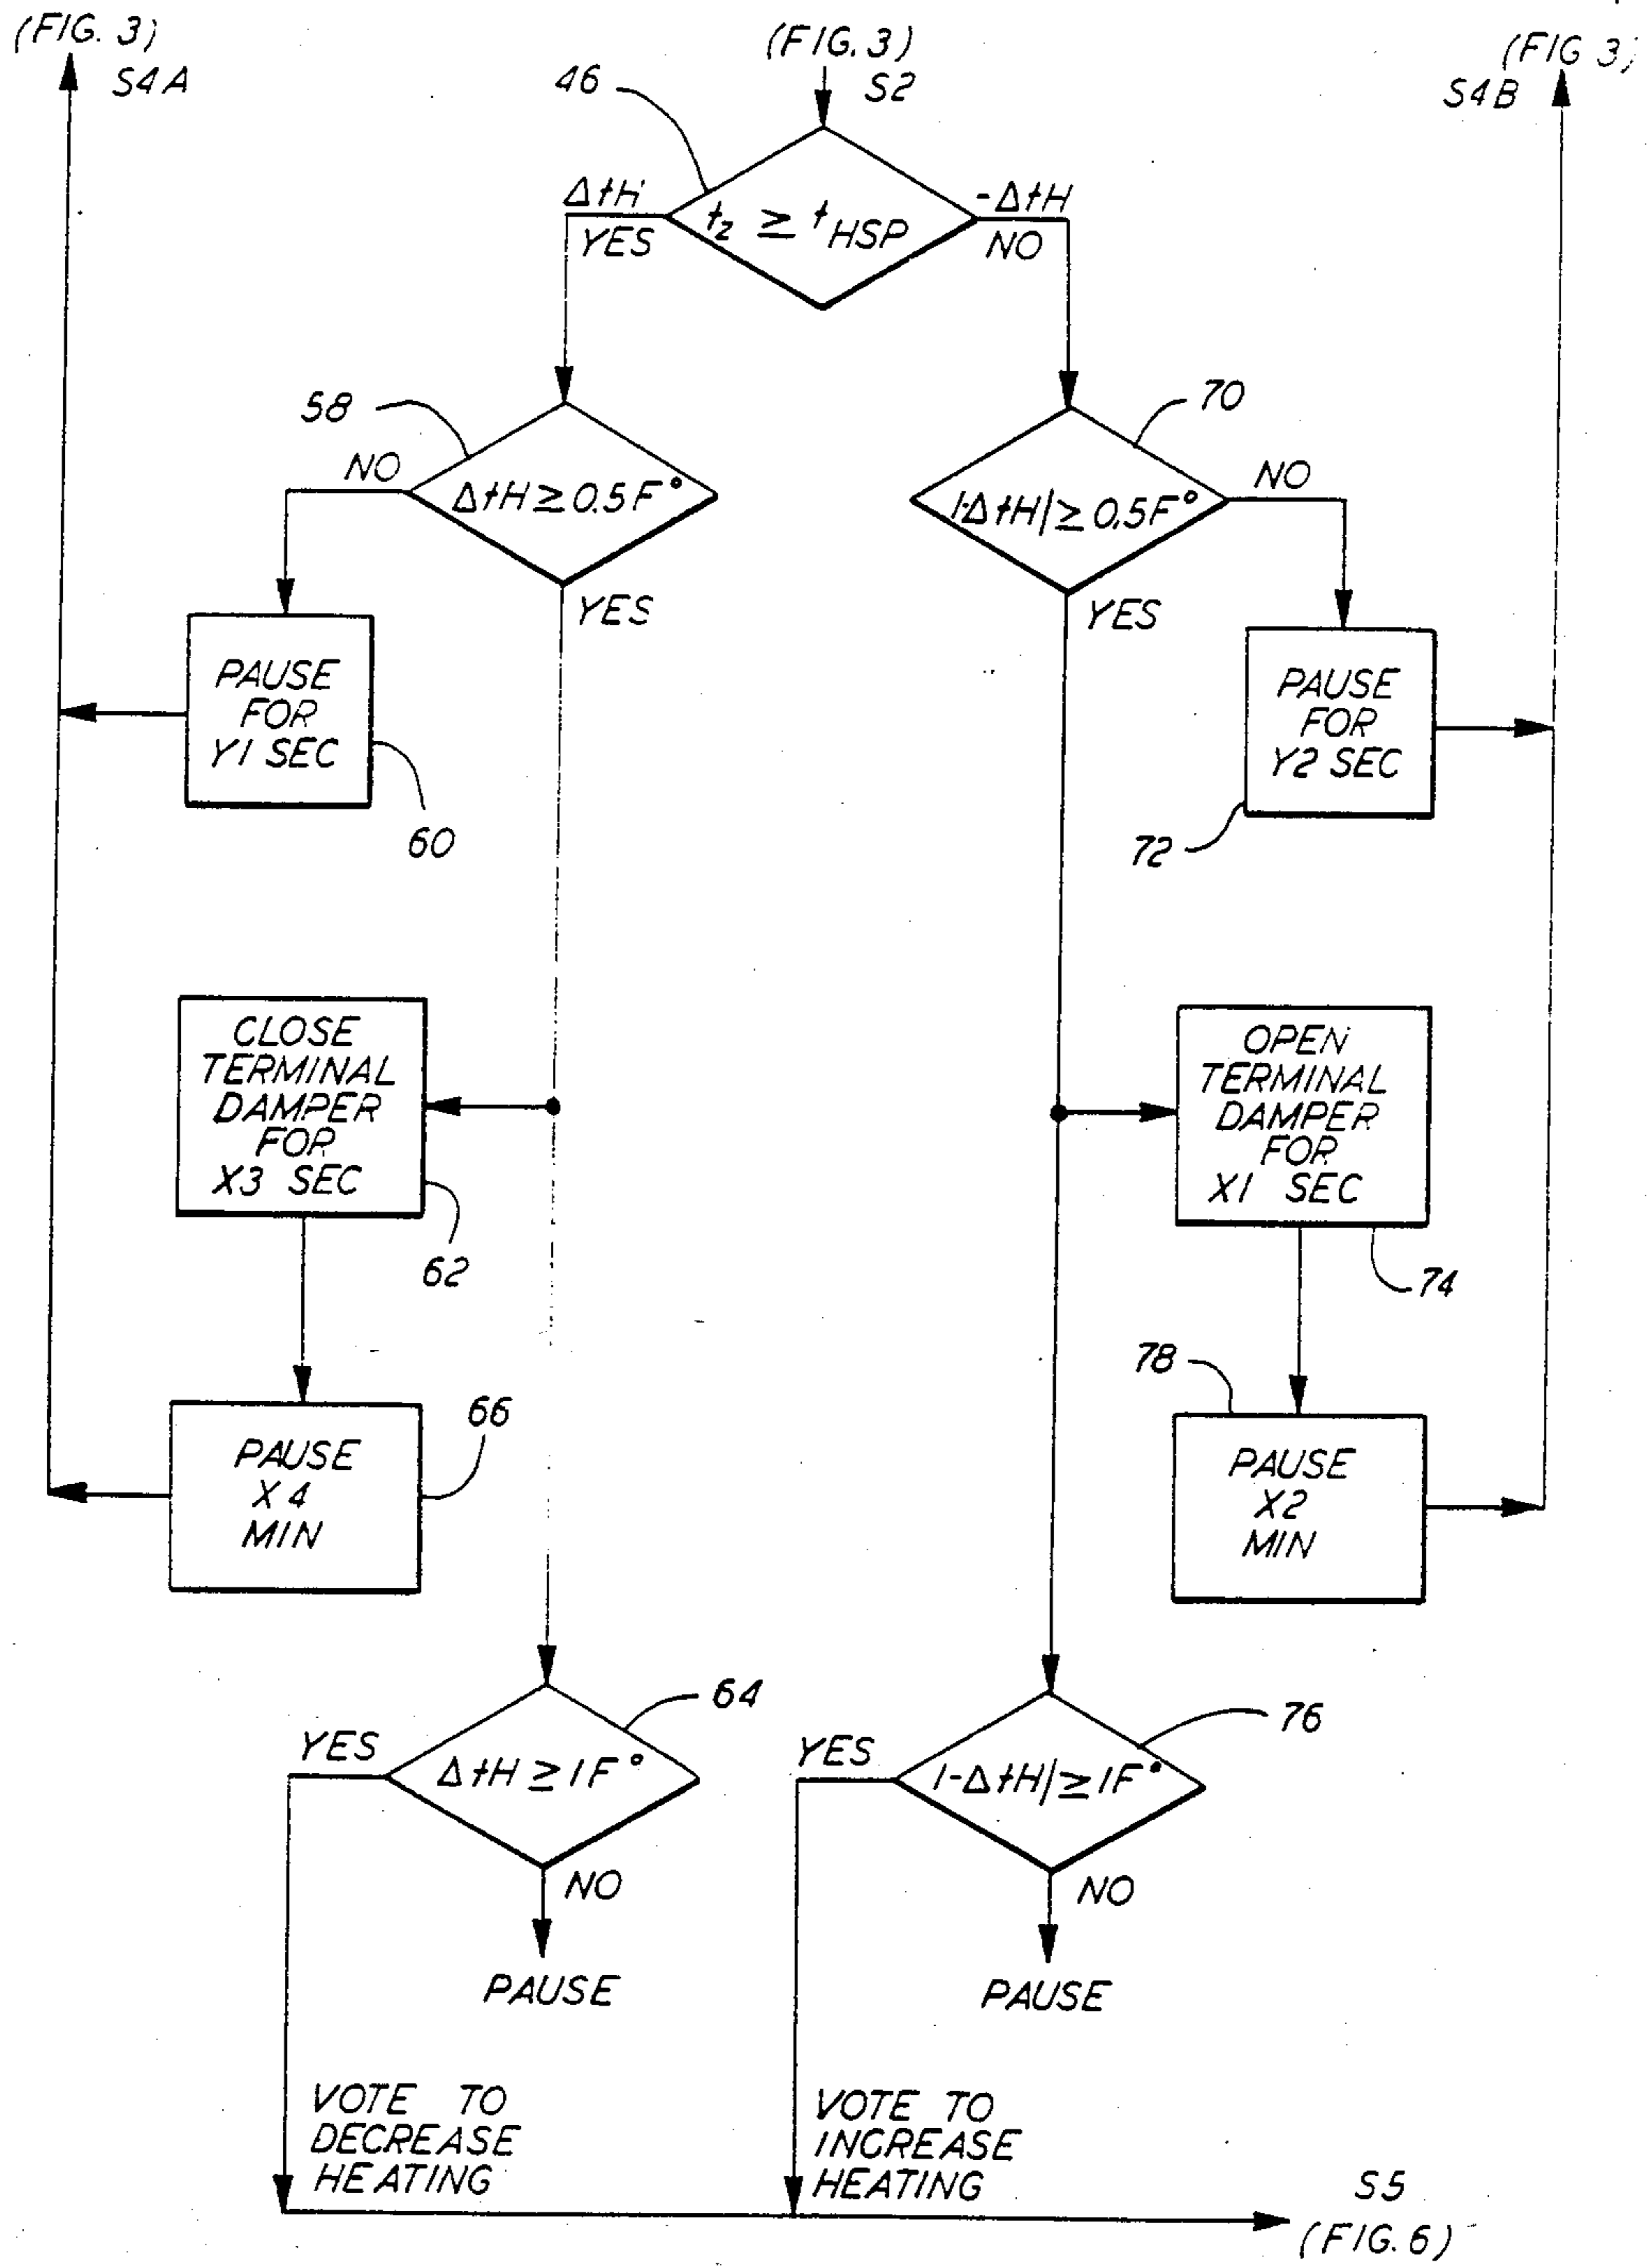 (FIG. 3)
S4A
(FIG. 3)
S2
(FIG 3)
S4B
46
ΔtH
YES
t₂ ≥ tHSP
-ΔtH
NO
58
NO
ΔtH ≥ 0.5F°
YES
70
|-ΔtH| ≥ 0.5F°
NO
YES
PAUSE
FOR
Y1 SEC
60
PAUSE
FOR
Y2 SEC
72
CLOSE
TERMINAL
DAMPER
FOR
X3 SEC
62
OPEN
TERMINAL
DAMPER
FOR
X1 SEC
74
PAUSE
X4
MIN
66
78
PAUSE
X2
MIN
64
YES
ΔtH ≥ 1F°
NO
PAUSE
76
YES
|-ΔtH| ≥ 1F°
NO
PAUSE
VOTE TO
DECREASE
HEATING
VOTE TO
INCREASE
HEATING
S5
(FIG. 6)